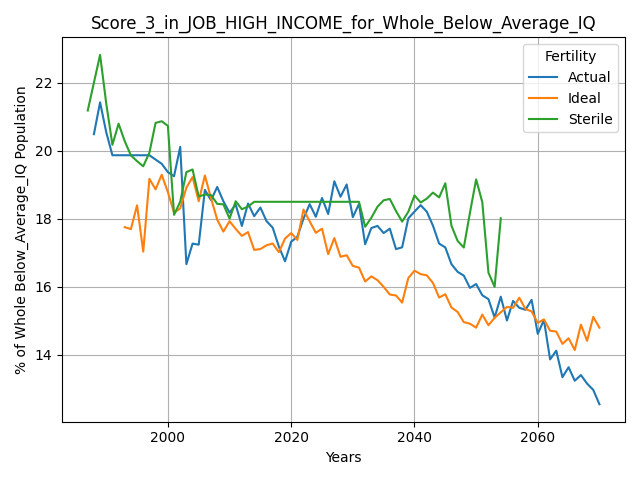 Score_3_in_JOB_HIGH_INCOME_for_Whole_Below_Average_IQ
Fertility
Actual
Ideal
Sterile
% of Whole Below_Average_IQ Population
22
20
18
16
14
2000
2020
2040
2060
Years